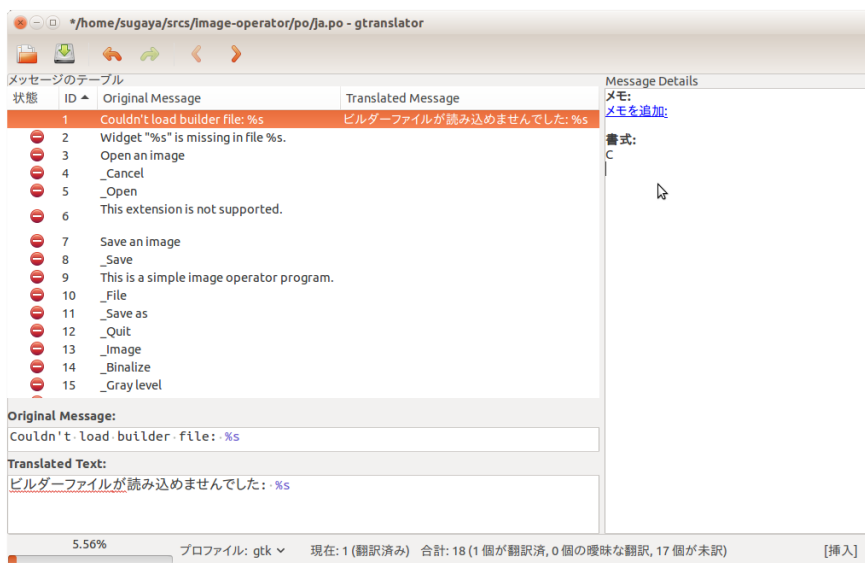 */home/sugaya/srcs/image-operator/po/ja.po - gtranslator
メッセージのテーブル
状態 ID Original Message Translated Message
1 Couldn't load builder file: %s ビルダーファイルが読み込めませんでした: %s
2 Widget "%s" is missing in file %s.
3 Open an image
4 _Cancel
5 _Open
6 This extension is not supported.
7 Save an image
8 _Save
9 This is a simple image operator program.
10 _File
11 _Save as
12 _Quit
13 _Image
14 _Binalize
15 _Gray level
Original Message:
Couldn't load builder file: %s
Translated Text:
ビルダーファイルが読み込めませんでした: %s
Message Details
メモ:
メモを追加:
書式:
C
5.56% プロファイル: gtk 現在: 1 (翻訳済み) 合計: 18 (1 個が翻訳済, 0 個の曖昧な翻訳, 17 個が未訳) [挿入]